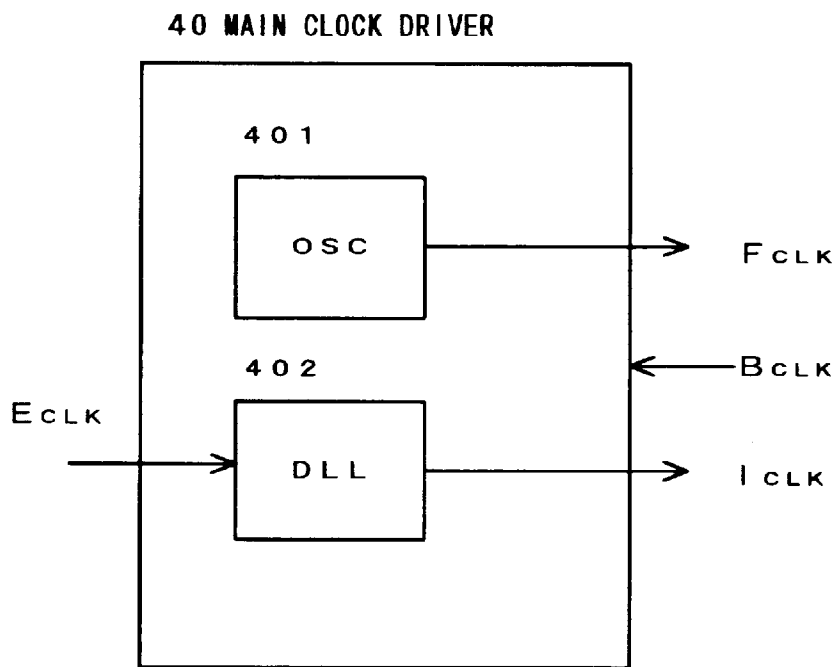 40 MAIN CLOCK DRIVER
401
OSC
FCLK
402
BCLK
ECLK
DLL
ICLK